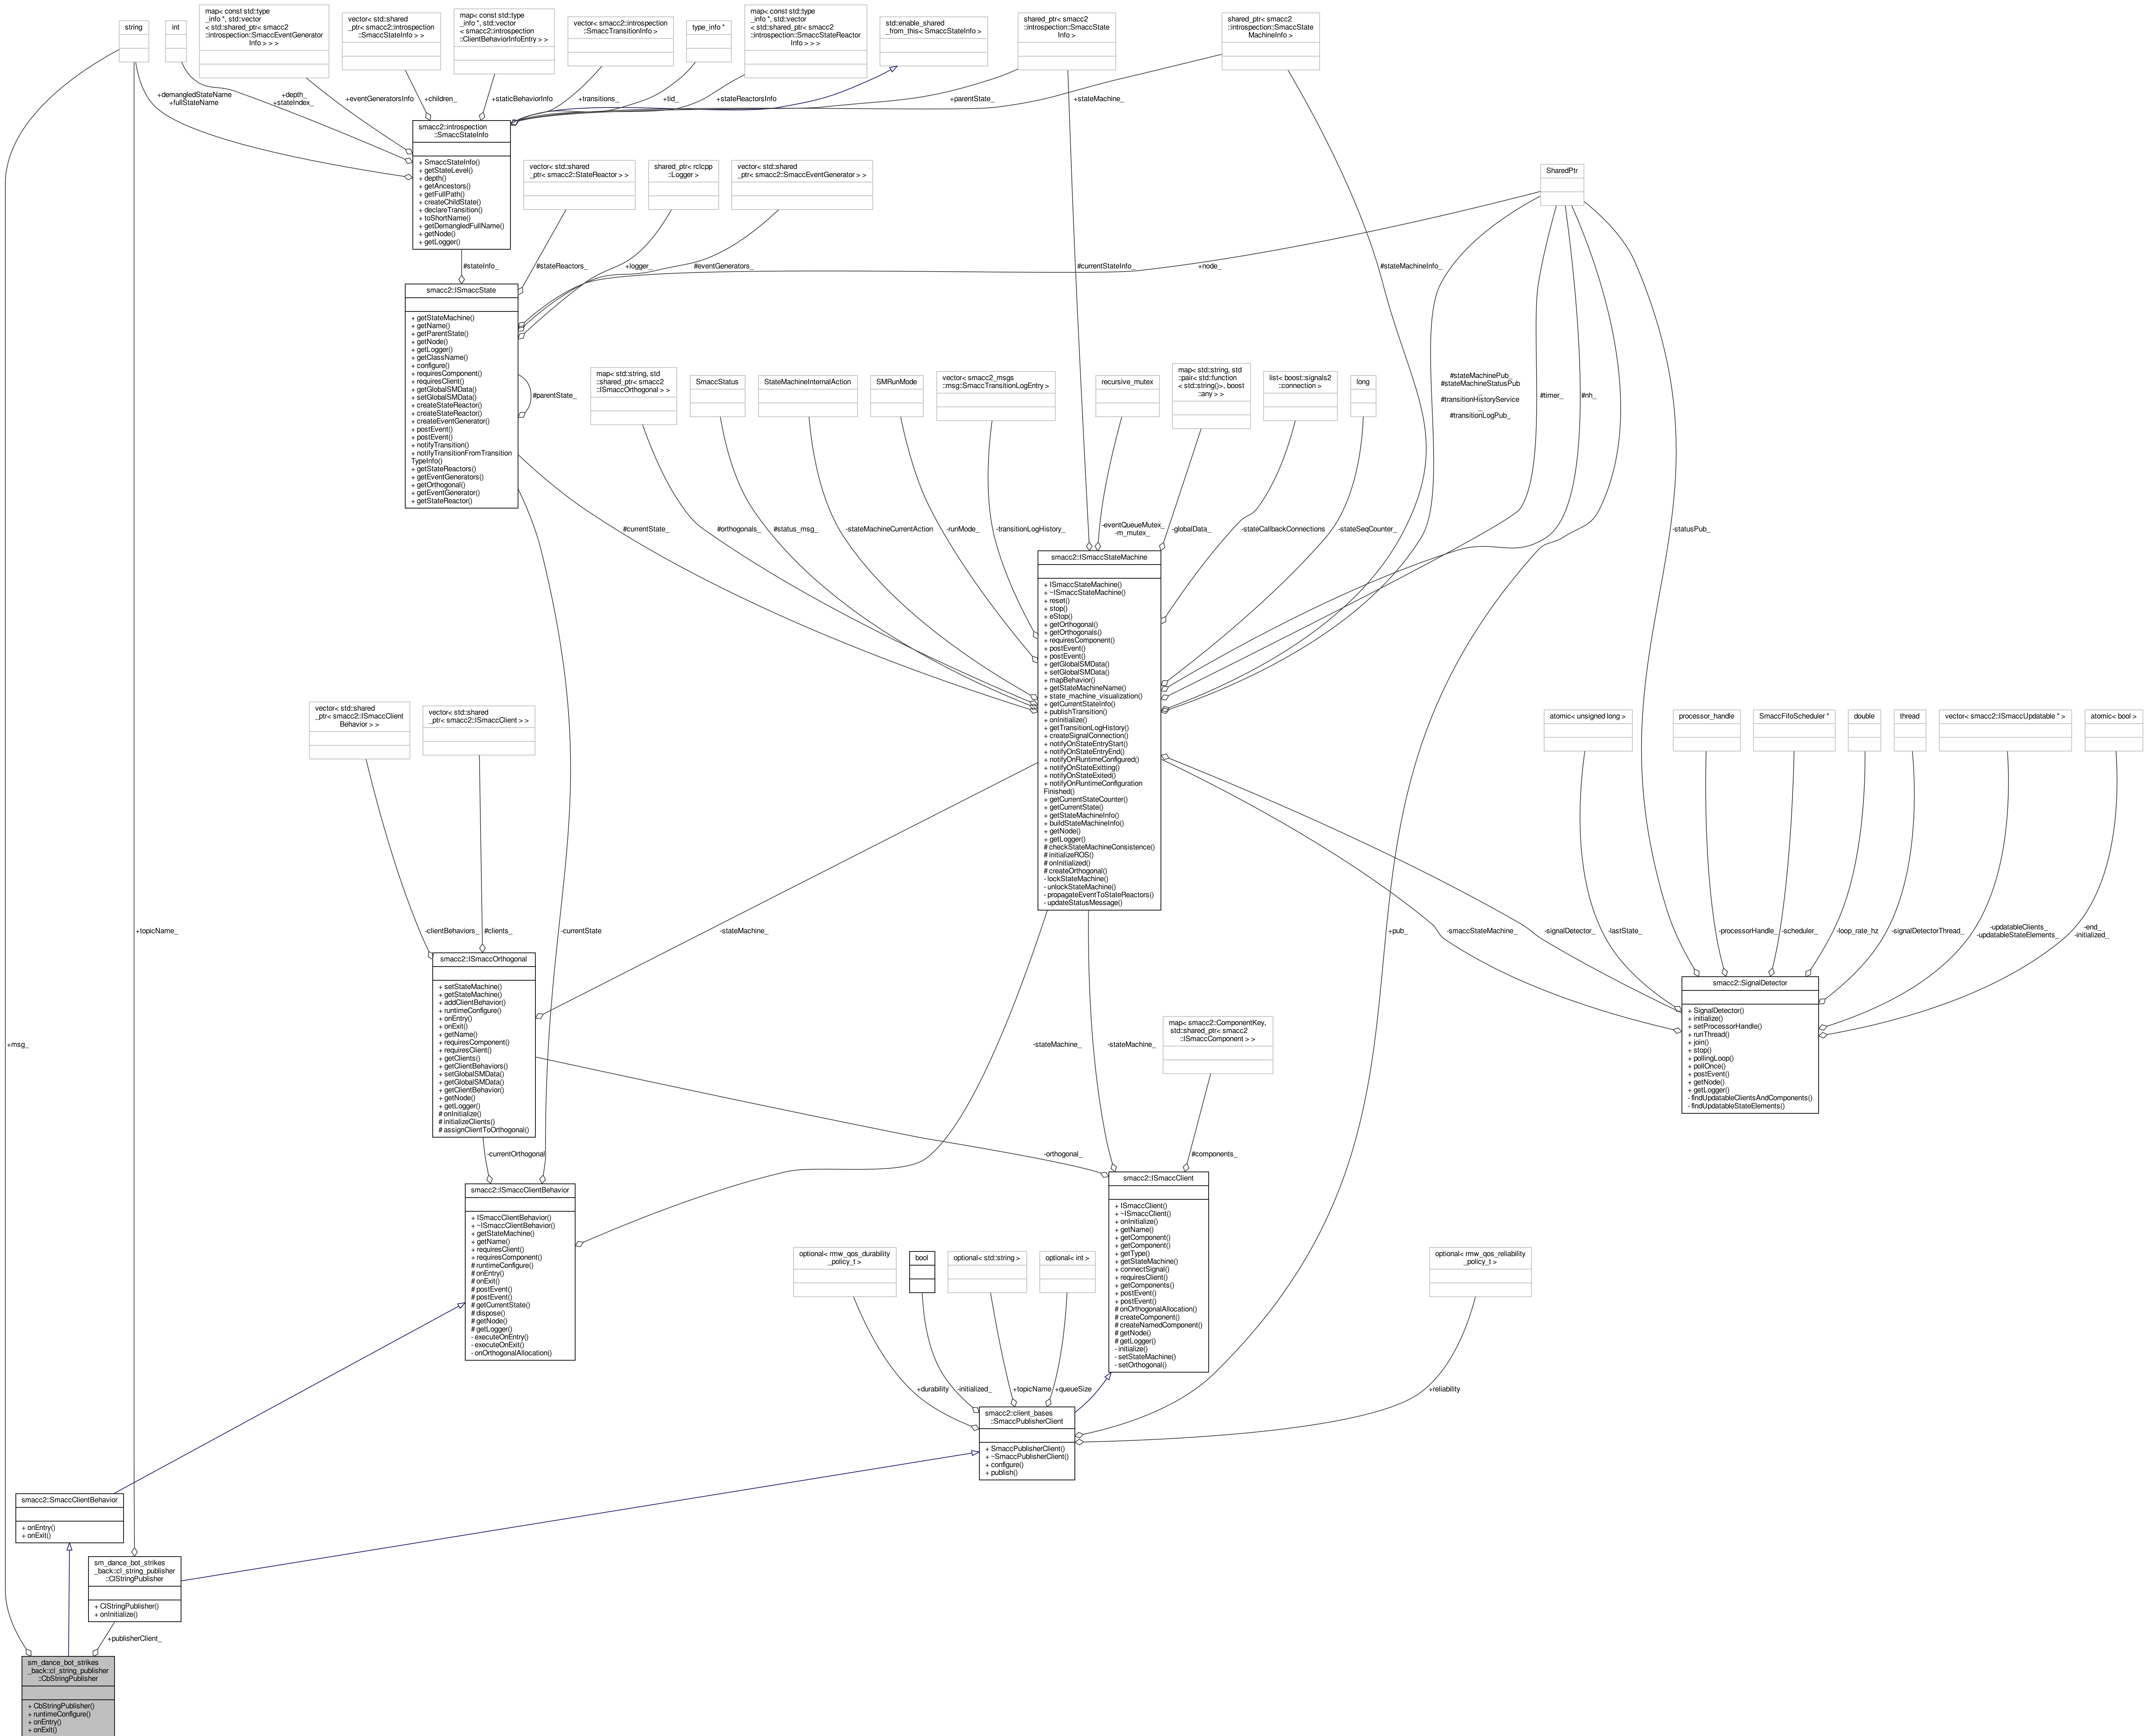 string
int
map< const std::type
_info *, std::vector
< std::shared_ptr< smacc2
::introspection::SmaccEventGenerator
Info > > >
vector< std::shared
_ptr< smacc2::introspection
::SmaccStateInfo > >
map< const std::type
_info *, std::vector
< smacc2::introspection
::ClientBehaviorInfoEntry > >
vector< smacc2::introspection
::SmaccTransitionInfo >
type_info *
map< const std::type
_info *, std::vector
< std::shared_ptr< smacc2
::introspection::SmaccStateReactor
Info > > >
std::enable_shared
_from_this< SmaccStateInfo >
shared_ptr< smacc2
::introspection::SmaccState
Info >
shared_ptr< smacc2
::introspection::SmaccState
MachineInfo >
+demangledStateName
+fullStateName
+depth_
+stateIndex_
+eventGeneratorsInfo
+children_
+staticBehaviorInfo
+transitions_
+tid_
+stateReactorsInfo
+parentState_
+stateMachine_
smacc2::introspection
::SmaccStateInfo
+ SmaccStateInfo()
+ getStateLevel()
+ depth()
+ getAncestors()
+ getFullPath()
+ createChildState()
+ declareTransition()
+ toShortName()
+ getDemangledFullName()
+ getNode()
+ getLogger()
vector< std::shared
_ptr< smacc2::StateReactor > >
shared_ptr< rclcpp
::Logger >
vector< std::shared
_ptr< smacc2::SmaccEventGenerator > >
SharedPtr
#stateInfo_
#stateReactors_
+logger_
#eventGenerators_
#currentStateInfo_
+node_
#stateMachineInfo_
smacc2::ISmaccState
+ getStateMachine()
+ getName()
+ getParentState()
+ getNode()
+ getLogger()
+ getClassName()
+ configure()
+ requiresComponent()
+ requiresClient()
+ getGlobalSMData()
+ setGlobalSMData()
+ createStateReactor()
+ createStateReactor()
+ createEventGenerator()
+ postEvent()
+ postEvent()
+ notifyTransition()
+ notifyTransitionFromTransition
TypeInfo()
+ getStateReactors()
+ getEventGenerators()
+ getOrthogonal()
+ getEventGenerator()
+ getStateReactor()
#parentState_
map< std::string, std
::shared_ptr< smacc2
::ISmaccOrthogonal > >
SmaccStatus
StateMachineInternalAction
SMRunMode
vector< smacc2_msgs
::msg::SmaccTransitionLogEntry >
recursive_mutex
map< std::string, std
::pair< std::function
< std::string()>, boost
::any > >
list< boost::signals2
::connection >
long
#stateMachinePub_
#stateMachineStatusPub
_
#transitionHistoryService
_
#transitionLogPub_
#timer_
#nh_
#currentState_
#orthogonals_
#status_msg_
-stateMachineCurrentAction
-runMode_
-transitionLogHistory_
-eventQueueMutex_
-m_mutex_
-globalData_
-stateCallbackConnections
-stateSeqCounter_
-statusPub_
smacc2::ISmaccStateMachine
+ ISmaccStateMachine()
+ ~ISmaccStateMachine()
+ reset()
+ stop()
+ eStop()
+ getOrthogonal()
+ getOrthogonals()
+ requiresComponent()
+ postEvent()
+ postEvent()
+ getGlobalSMData()
+ setGlobalSMData()
+ mapBehavior()
+ getStateMachineName()
+ state_machine_visualization()
+ getCurrentStateInfo()
+ publishTransition()
+ onInitialize()
+ getTransitionLogHistory()
+ createSignalConnection()
+ notifyOnStateEntryStart()
+ notifyOnStateEntryEnd()
+ notifyOnRuntimeConfigured()
+ notifyOnStateExitting()
+ notifyOnStateExited()
+ notifyOnRuntimeConfiguration
Finished()
+ getCurrentStateCounter()
+ getCurrentState()
+ getStateMachineInfo()
+ buildStateMachineInfo()
+ getNode()
+ getLogger()
# checkStateMachineConsistence()
# initializeROS()
# onInitialized()
# createOrthogonal()
- lockStateMachine()
- unlockStateMachine()
- propagateEventToStateReactors()
- updateStatusMessage()
vector< std::shared
_ptr< smacc2::ISmaccClient
Behavior > >
vector< std::shared
_ptr< smacc2::ISmaccClient > >
atomic< unsigned long >
processor_handle
SmaccFifoScheduler *
double
thread
vector< smacc2::ISmaccUpdatable * >
atomic< bool >
+topicName_
-clientBehaviors_
#clients_
-currentState
-stateMachine_
+pub_
-smaccStateMachine_
-signalDetector_
-lastState_
-processorHandle_
-scheduler_
-loop_rate_hz
-signalDetectorThread_
-updatableClients_
-updatableStateElements_
-end_
-initialized_
smacc2::ISmaccOrthogonal
+ setStateMachine()
+ getStateMachine()
+ addClientBehavior()
+ runtimeConfigure()
+ onEntry()
+ onExit()
+ getName()
+ requiresComponent()
+ requiresClient()
+ getClients()
+ getClientBehaviors()
+ setGlobalSMData()
+ getGlobalSMData()
+ getClientBehavior()
+ getNode()
+ getLogger()
# onInitialize()
# initializeClients()
# assignClientToOrthogonal()
smacc2::SignalDetector
+ SignalDetector()
+ initialize()
+ setProcessorHandle()
+ runThread()
+ join()
+ stop()
+ pollingLoop()
+ pollOnce()
+ postEvent()
+ getNode()
+ getLogger()
- findUpdatableClientsAndComponents()
- findUpdatableStateElements()
map< smacc2::ComponentKey,
std::shared_ptr< smacc2
::ISmaccComponent > >
+msg_
-stateMachine_
-stateMachine_
-currentOrthogonal
-orthogonal_
#components_
smacc2::ISmaccClientBehavior
+ ISmaccClientBehavior()
+ ~ISmaccClientBehavior()
+ getStateMachine()
+ getName()
+ requiresClient()
+ requiresComponent()
# runtimeConfigure()
# onEntry()
# onExit()
# postEvent()
# postEvent()
# getCurrentState()
# dispose()
# getNode()
# getLogger()
- executeOnEntry()
- executeOnExit()
- onOrthogonalAllocation()
smacc2::ISmaccClient
+ ISmaccClient()
+ ~ISmaccClient()
+ onInitialize()
+ getName()
+ getComponent()
+ getComponent()
+ getType()
+ getStateMachine()
+ connectSignal()
+ requiresClient()
+ getComponents()
+ postEvent()
+ postEvent()
# onOrthogonalAllocation()
# createComponent()
# createNamedComponent()
# getNode()
# getLogger()
- initialize()
- setStateMachine()
- setOrthogonal()
optional< rmw_qos_durability
_policy_t >
bool
optional< std::string >
optional< int >
optional< rmw_qos_reliability
_policy_t >
+durability
-initialized_
+topicName
+queueSize
+reliability
smacc2::client_bases
::SmaccPublisherClient
+ SmaccPublisherClient()
+ ~SmaccPublisherClient()
+ configure()
+ publish()
smacc2::SmaccClientBehavior
+ onEntry()
+ onExit()
sm_dance_bot_strikes
_back::cl_string_publisher
::ClStringPublisher
+ ClStringPublisher()
+ onInitialize()
+publisherClient_
sm_dance_bot_strikes
_back::cl_string_publisher
::CbStringPublisher
+ CbStringPublisher()
+ runtimeConfigure()
+ onEntry()
+ onExit()